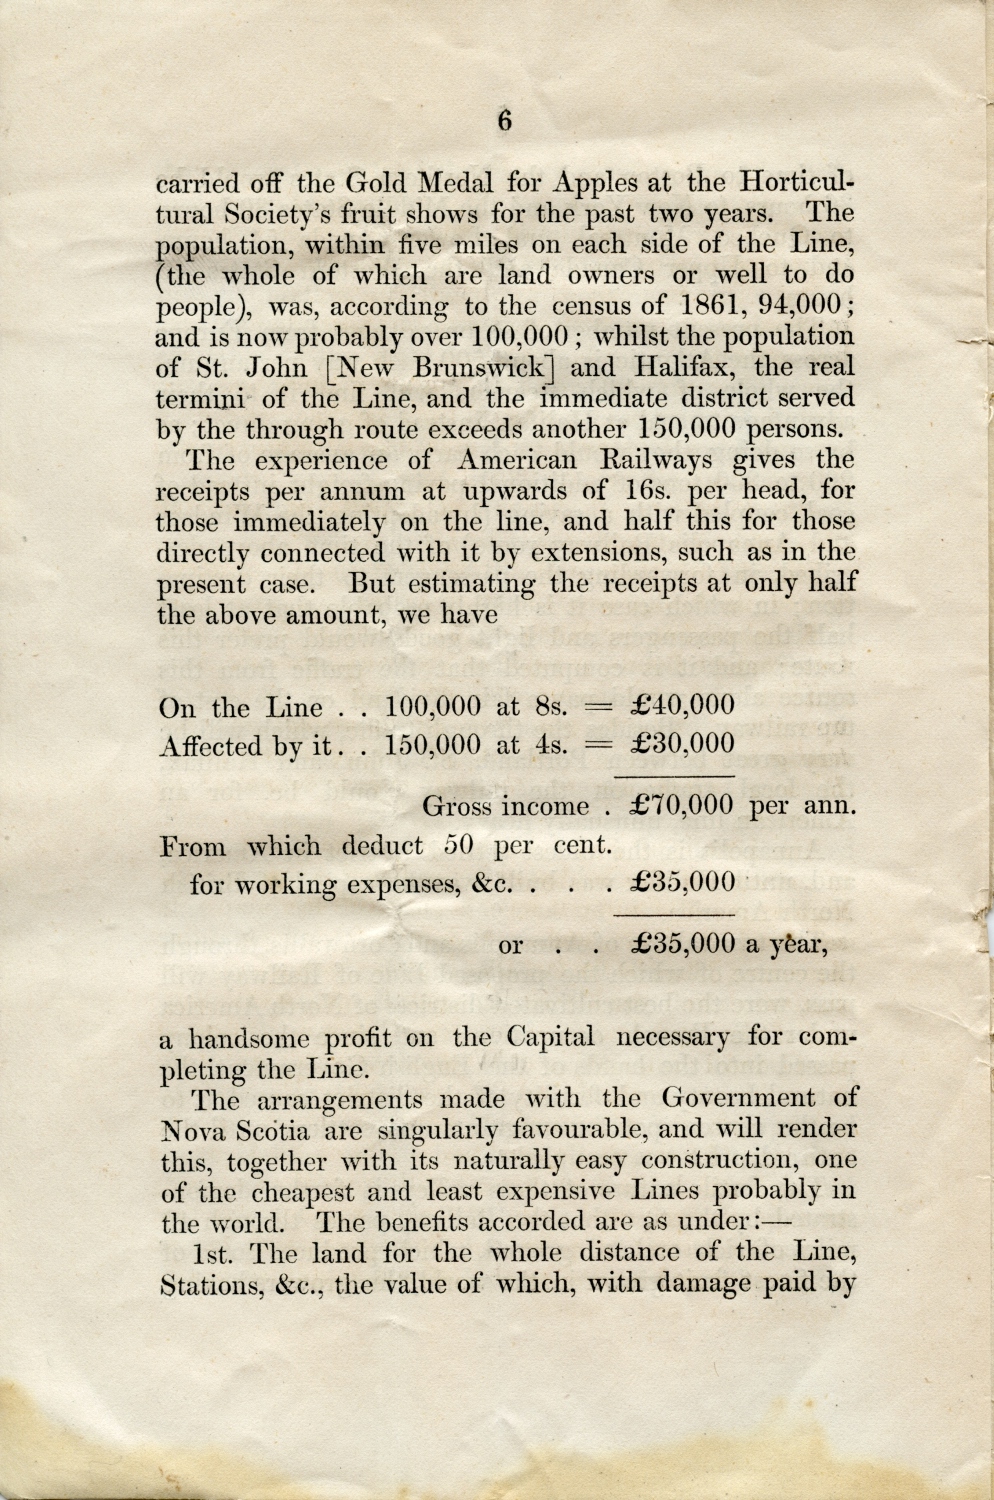 6
carried off the Gold Medal for Apples at the Horticul-
tural Society's fruit shows for the past two years. The
population, within five miles on each side of the Line,
(the whole of which are land owners or well to do
people), was, according to the census of 1861, 94,000;
and is now probably over 100,000; whilst the population
of St. John [New Brunswick] and Halifax, the real
termini of the Line, and the immediate district served
by the through route exceeds another 150,000 persons.
The experience of American Railways gives the
receipts per annum at upwards of 16s. per head, for
those immediately on the line, and half this for those
directly connected with it by extensions, such as in the
present case. But estimating the receipts at only half
the above amount, we have
On the Line . . 100,000 at 8s. = £40,000
Affected by it . . 150,000 at 4s. = £30,000
Gross income . £70,000 per ann.
From which deduct 50 per cent.
for working expenses, &c. . . . £35,000
or . . £35,000 a year,
a handsome profit on the Capital necessary for com-
pleting the Line.
The arrangements made with the Government of
Nova Scotia are singularly favourable, and will render
this, together with its naturally easy construction, one
of the cheapest and least expensive Lines probably in
the world. The benefits accorded are as under:—
1st. The land for the whole distance of the Line,
Stations, &c., the value of which, with damage paid by